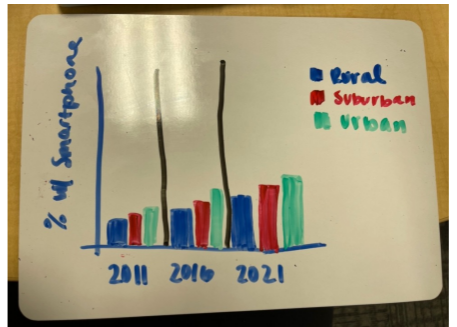 % w/ Smartphone
Rural
Suburban
Urban
2011 2016 2021